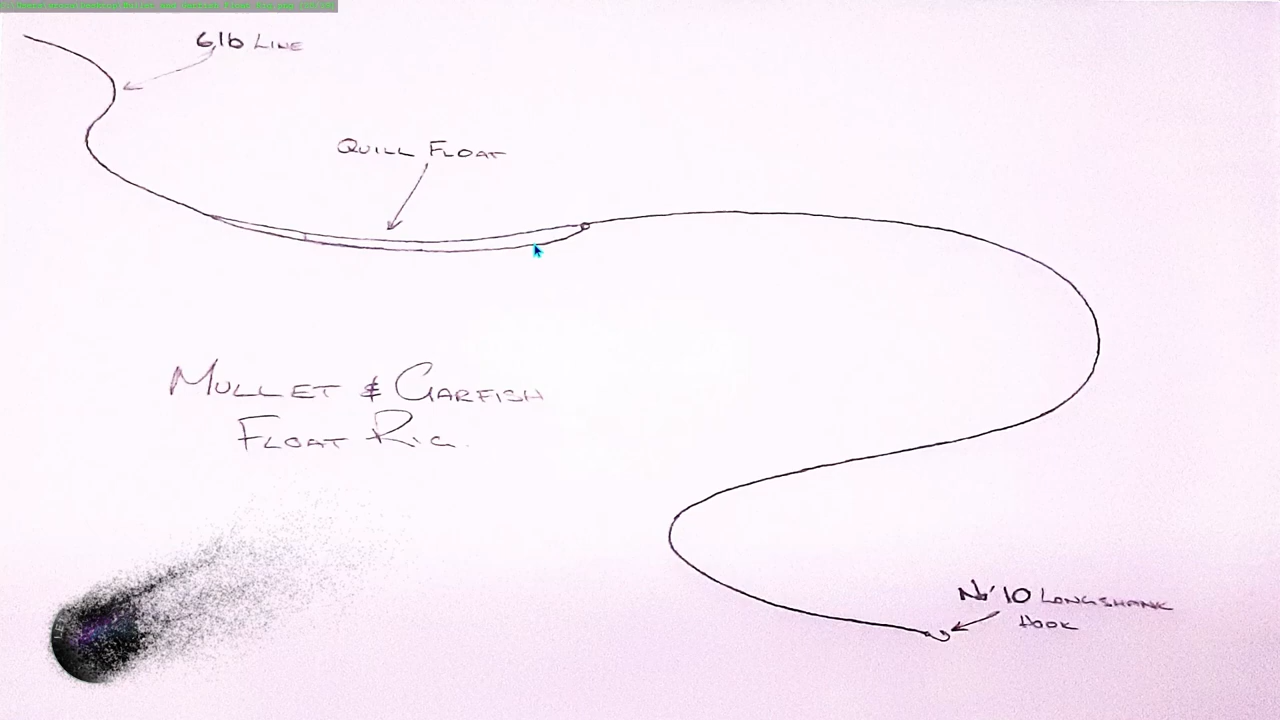 6lb LINE
QUILL FLOAT
MULLET & GARFISH
FLOAT RIG.
No' 10 LONGSHANK
HOOK